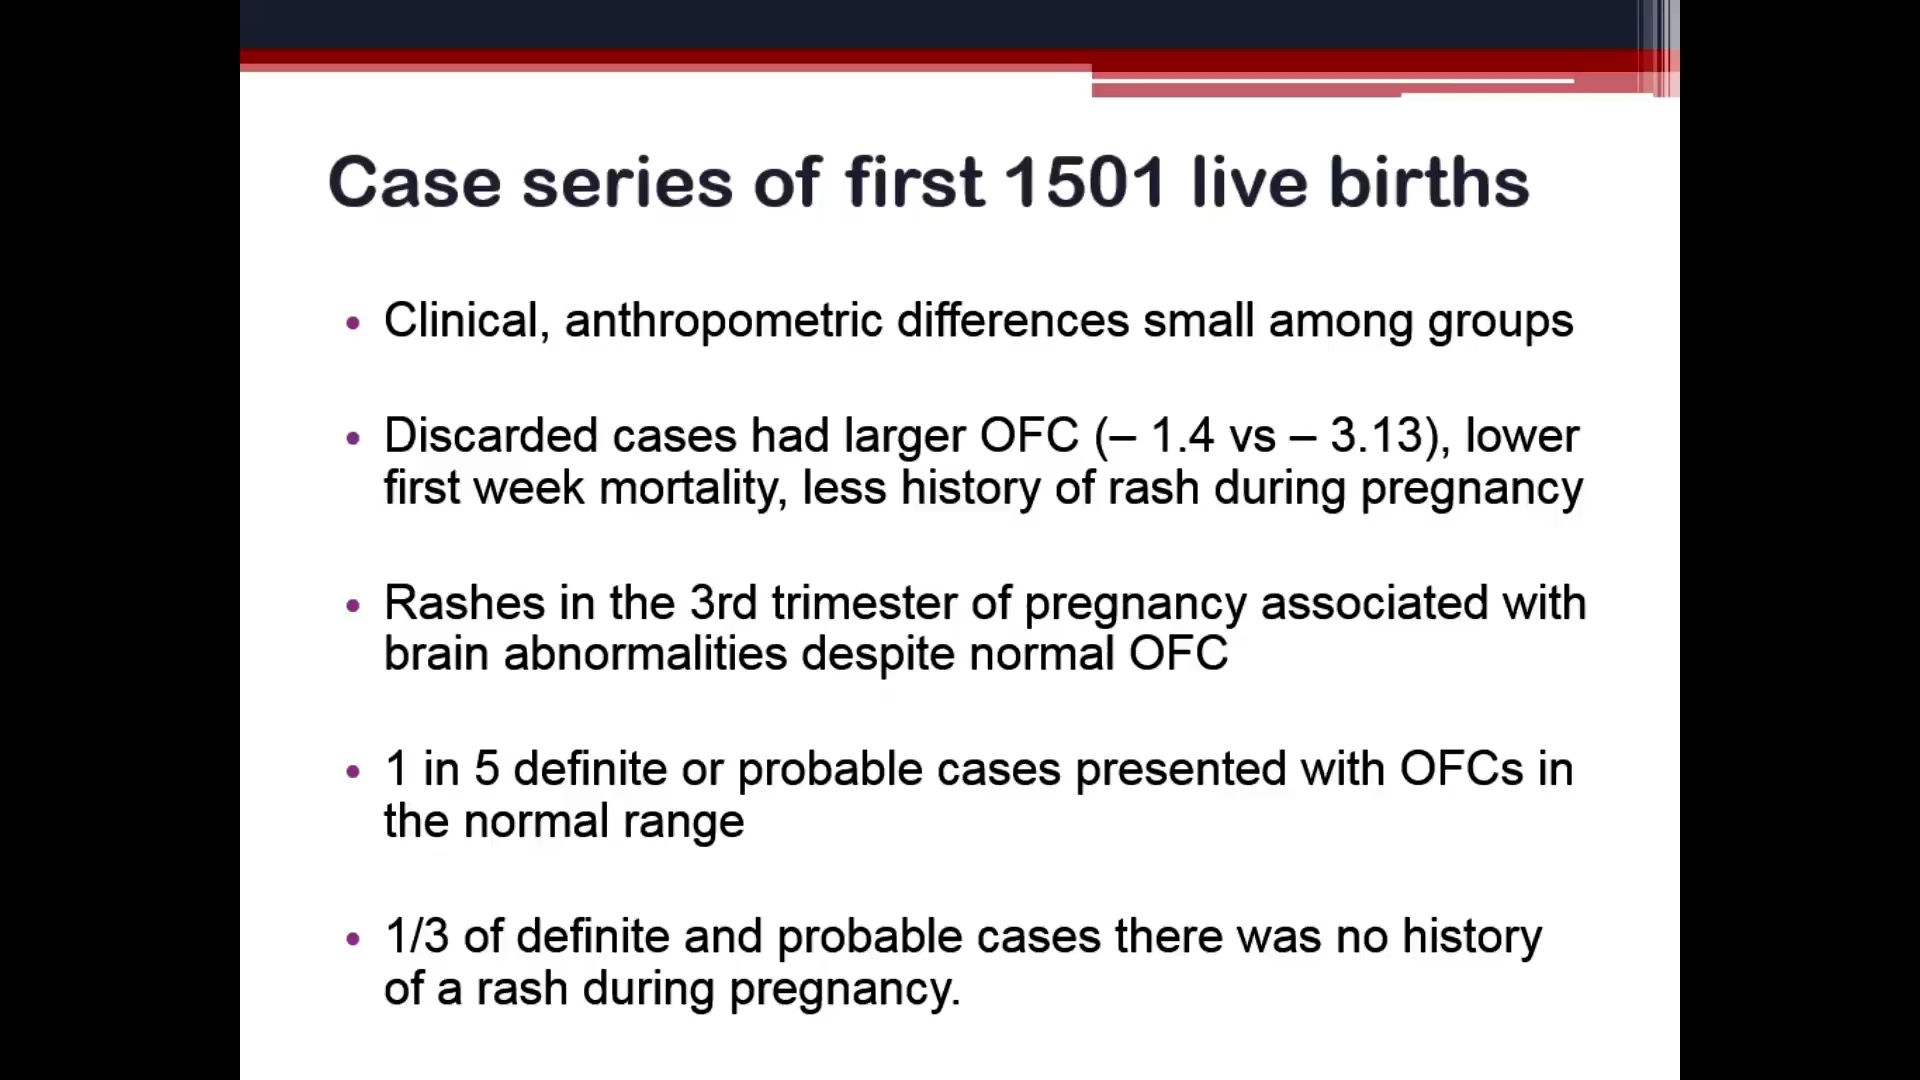 Case series of first 1501 live births
• Clinical, anthropometric differences small among groups
• Discarded cases had larger OFC (– 1.4 vs – 3.13), lower
first week mortality, less history of rash during pregnancy
• Rashes in the 3rd trimester of pregnancy associated with
brain abnormalities despite normal OFC
• 1 in 5 definite or probable cases presented with OFCs in
the normal range
• 1/3 of definite and probable cases there was no history
of a rash during pregnancy.